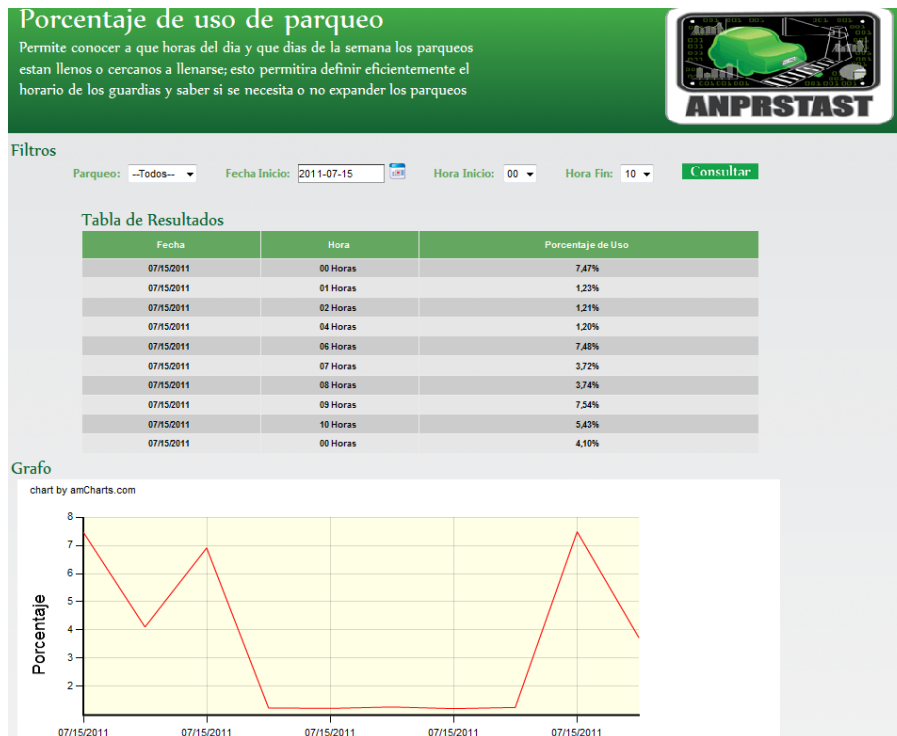 Porcentaje de uso de parqueo
Permite conocer a que horas del dia y que dias de la semana los parqueos
estan llenos o cercanos a llenarse; esto permitira definir eficientemente el
horario de los guardias y saber si se necesita o no expander los parqueos
ANPRSTAST
Filtros
Parqueo: --Todos-- Fecha Inicio: 2011-07-15 Hora Inicio: 00 Hora Fin: 10 Consultar
Tabla de Resultados
Fecha Hora Porcentaje de Uso
07/15/2011 00 Horas 7,47%
07/15/2011 01 Horas 1,23%
07/15/2011 02 Horas 1,21%
07/15/2011 04 Horas 1,20%
07/15/2011 06 Horas 7,48%
07/15/2011 07 Horas 3,72%
07/15/2011 08 Horas 3,74%
07/15/2011 09 Horas 7,54%
07/15/2011 10 Horas 5,43%
07/15/2011 00 Horas 4,10%
Grafo
chart by amCharts.com
Porcentaje
8
7
6
5
4
3
2
07/15/2011 07/15/2011 07/15/2011 07/15/2011 07/15/2011